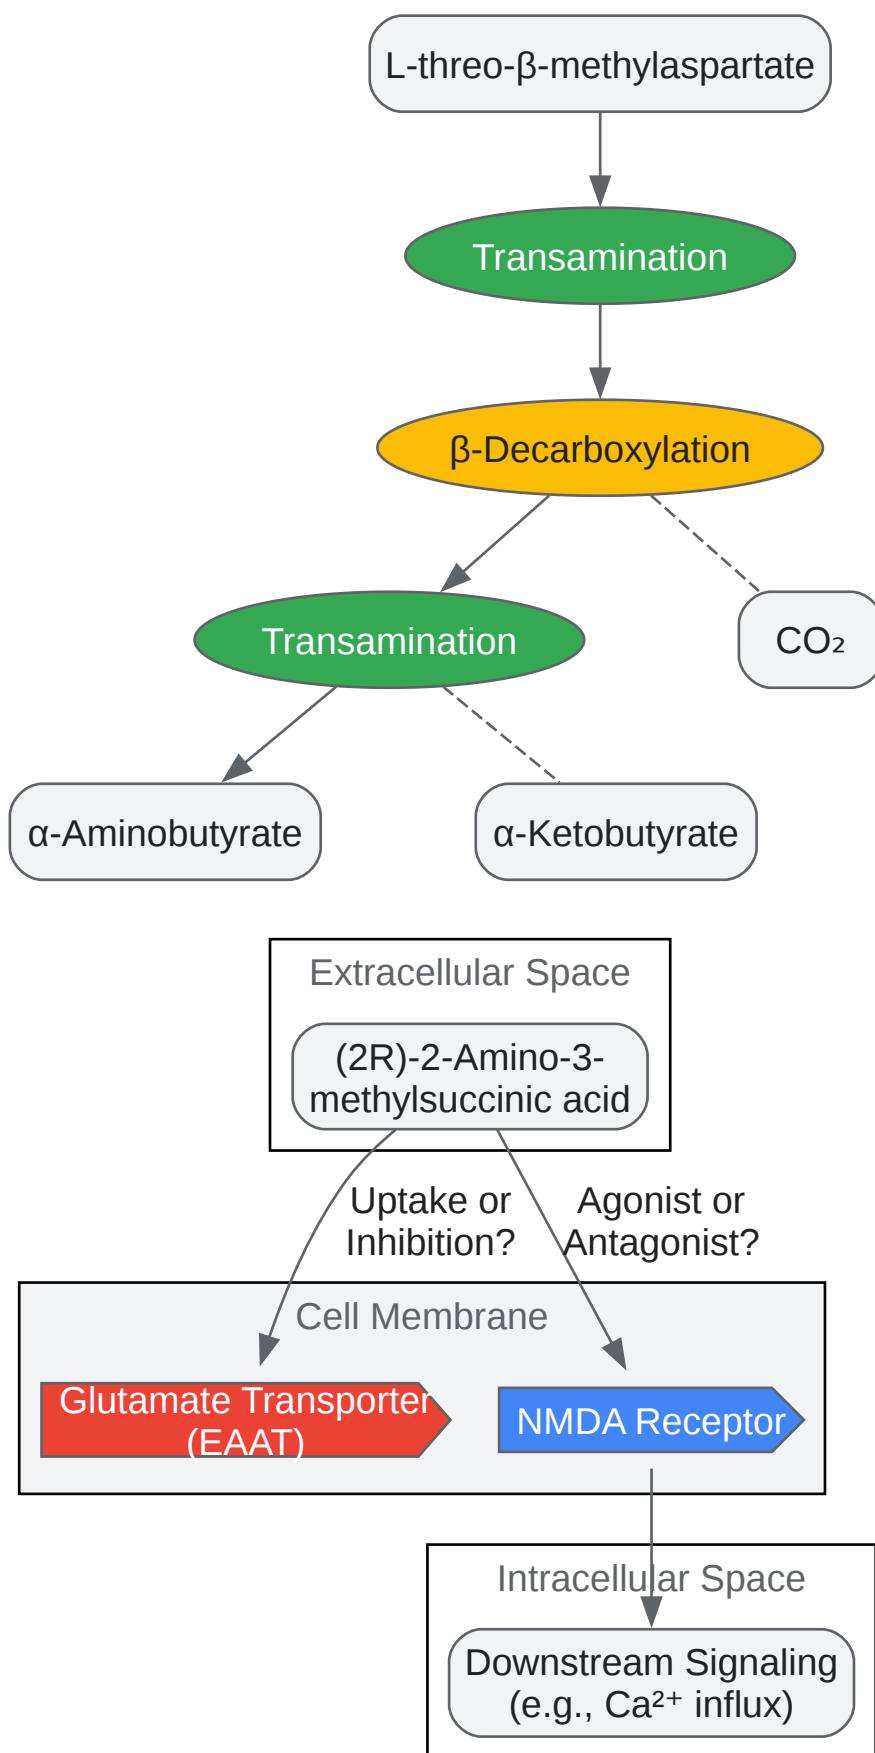 L-threo-β-methylaspartate
Transamination
β-Decarboxylation
Transamination
CO₂
α-Aminobutyrate
α-Ketobutyrate
Extracellular Space
(2R)-2-Amino-3-
methylsuccinic acid
Uptake or
Inhibition?
Agonist or
Antagonist?
Cell Membrane
Glutamate Transporter
(EAAT)
NMDA Receptor
Intracellular Space
Downstream Signaling
(e.g., Ca²⁺ influx)